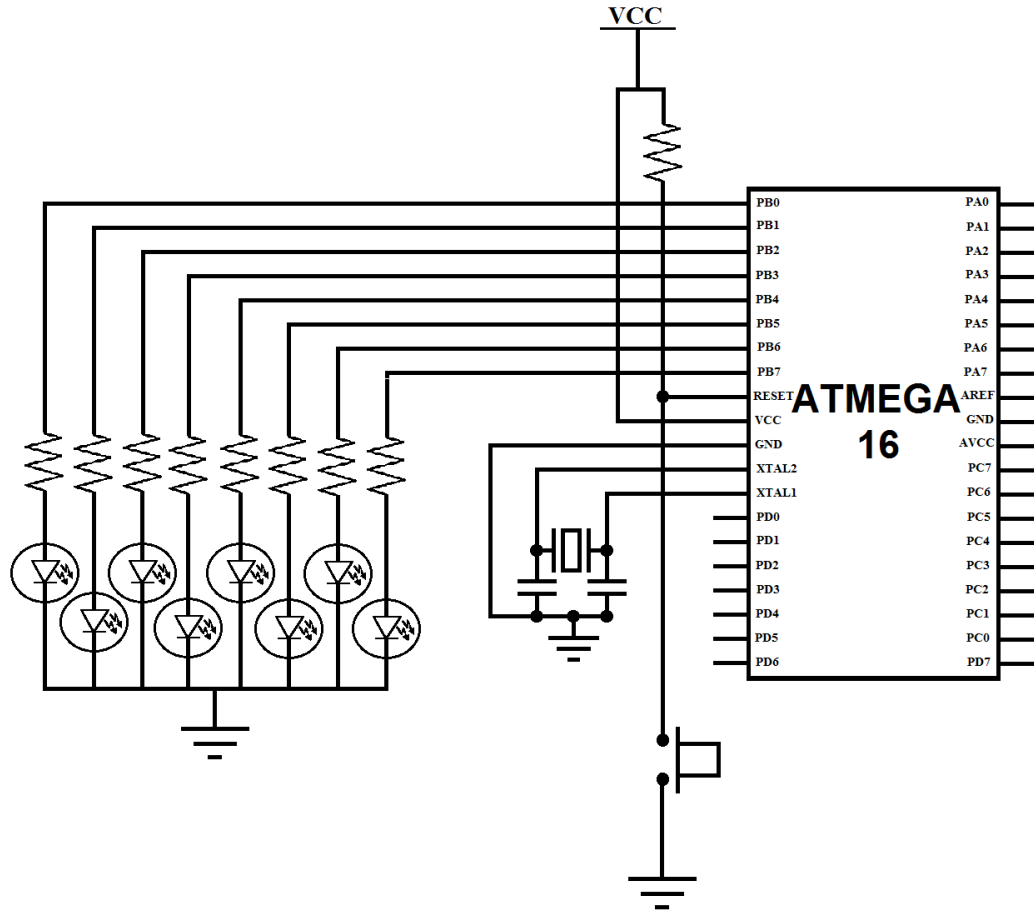 VCC
PB0 PA0
PB1 PA1
PB2 PA2
PB3 PA3
PB4 PA4
PB5 PA5
PB6 PA6
PB7 PA7
RESET ATMEGA AREF
VCC GND
GND 16 AVCC
XTAL2 PC7
XTAL1 PC6
PD0 PC5
PD1 PC4
PD2 PC3
PD3 PC2
PD4 PC1
PD5 PC0
PD6 PD7